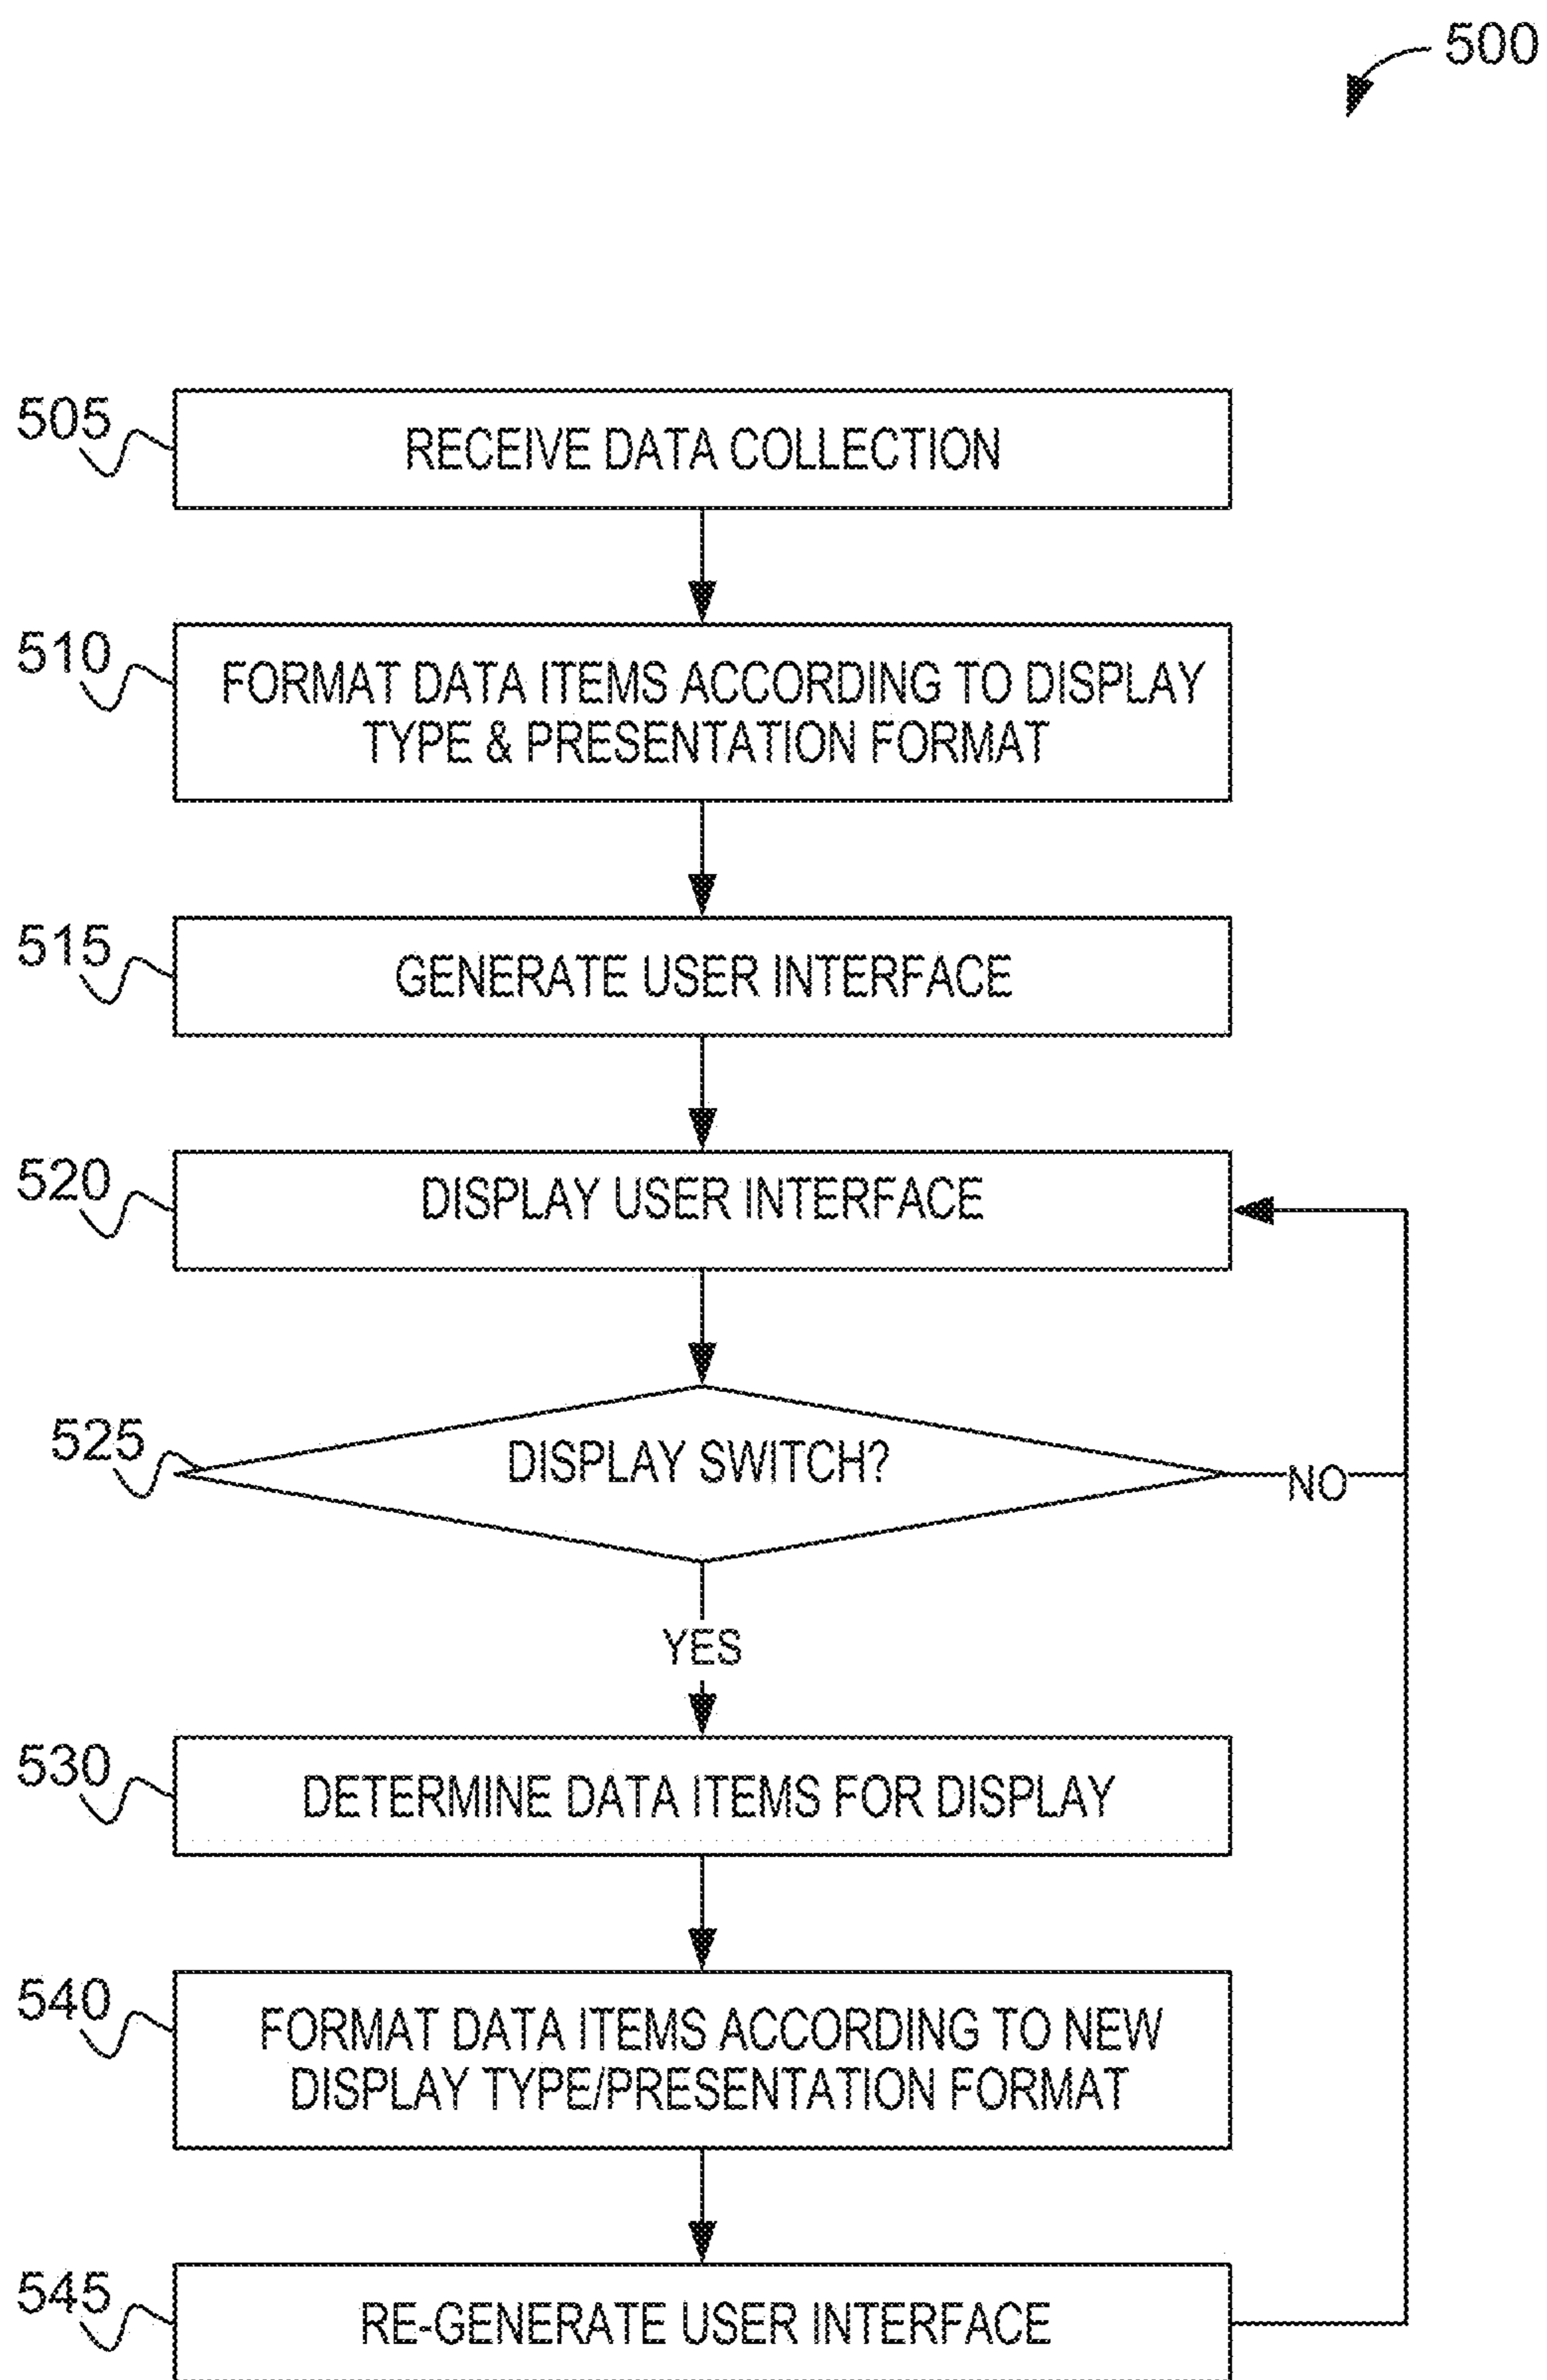 500
505
RECEIVE DATA COLLECTION
510
FORMAT DATA ITEMS ACCORDING TO DISPLAY
TYPE & PRESENTATION FORMAT
515
GENERATE USER INTERFACE
520
DISPLAY USER INTERFACE
525
DISPLAY SWITCH?
NO
YES
530
DETERMINE DATA ITEMS FOR DISPLAY
540
FORMAT DATA ITEMS ACCORDING TO NEW
DISPLAY TYPE/PRESENTATION FORMAT
545
RE-GENERATE USER INTERFACE